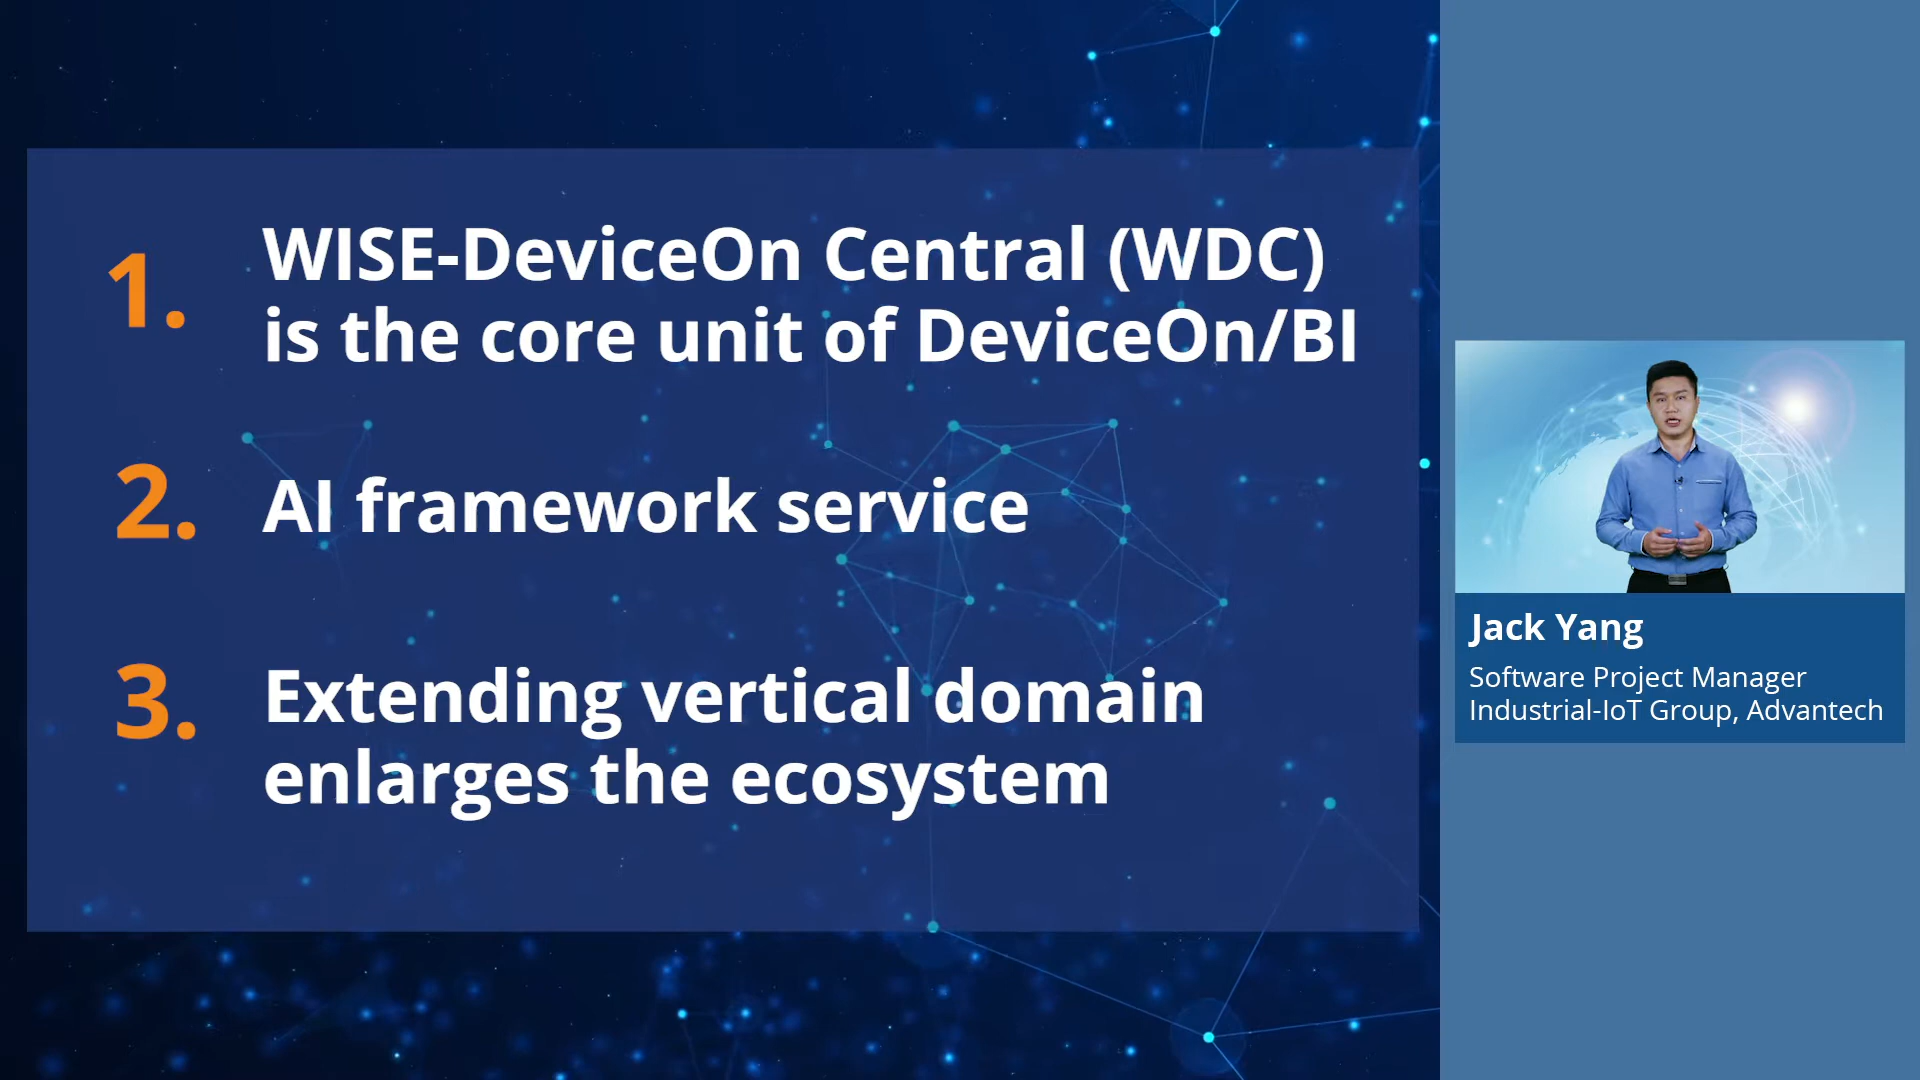 1.
WISE-DeviceOn Central (WDC)
is the core unit of DeviceOn/BI
2.
AI framework service
3.
Extending vertical domain
enlarges the ecosystem
Jack Yang
Software Project Manager
Industrial-IoT Group, Advantech